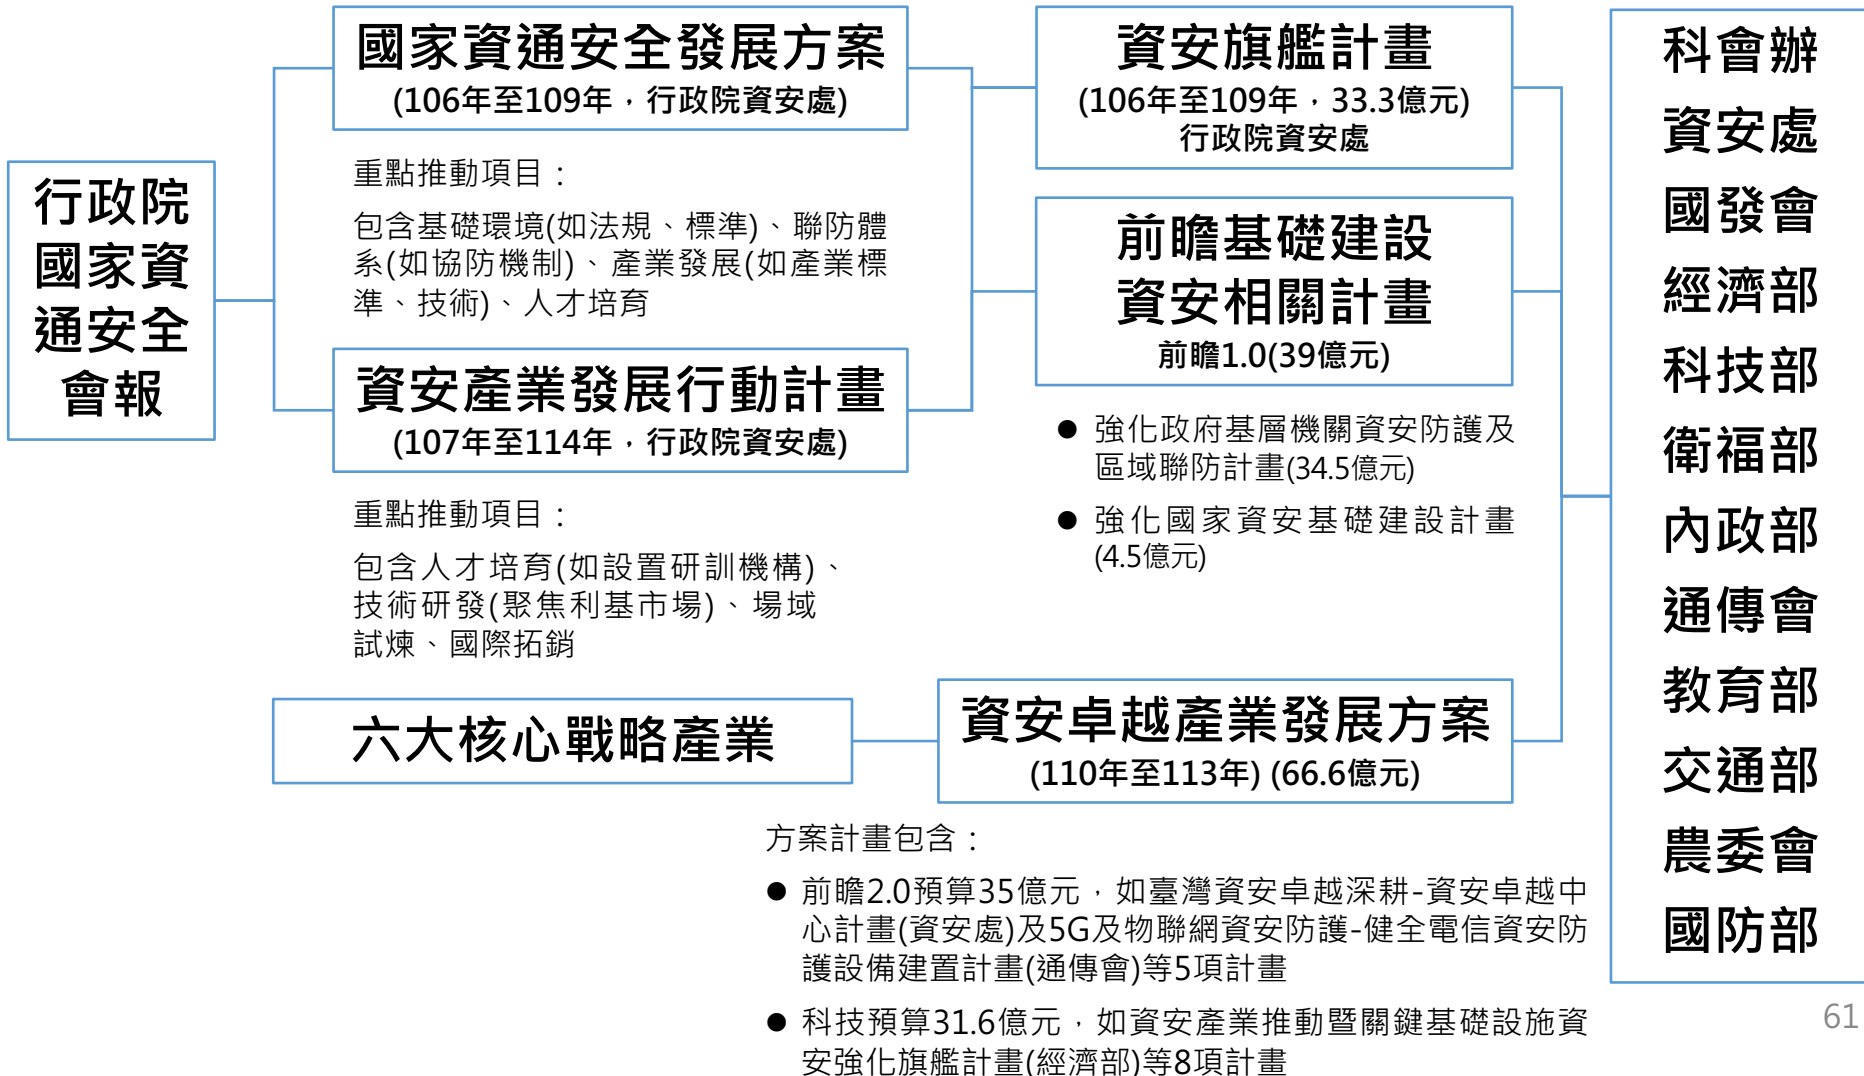 行政院
國家資
通安全
會報
國家資通安全發展方案
(106年至109年，行政院資安處)
重點推動項目：
包含基礎環境(如法規、標準)、聯防體
系(如協防機制)、產業發展(如產業標
準、技術)、人才培育
資安產業發展行動計畫
(107年至114年，行政院資安處)
重點推動項目：
包含人才培育(如設置研訓機構)、
技術研發(聚焦利基市場)、場域
試煉、國際拓銷
六大核心戰略產業
資安旗艦計畫
(106年至109年，33.3億元)
行政院資安處
前瞻基礎建設
資安相關計畫
前瞻1.0(39億元)
● 強化政府基層機關資安防護及
區域聯防計畫(34.5億元)
● 強化國家資安基礎建設計畫
(4.5億元)
資安卓越產業發展方案
(110年至113年) (66.6億元)
方案計畫包含：
● 前瞻2.0預算35億元，如臺灣資安卓越深耕-資安卓越中
心計畫(資安處)及5G及物聯網資安防護-健全電信資安防
護設備建置計畫(通傳會)等5項計畫
● 科技預算31.6億元，如資安產業推動暨關鍵基礎設施資
安強化旗艦計畫(經濟部)等8項計畫
科會辦
資安處
國發會
經濟部
科技部
衛福部
內政部
通傳會
教育部
交通部
農委會
國防部
61